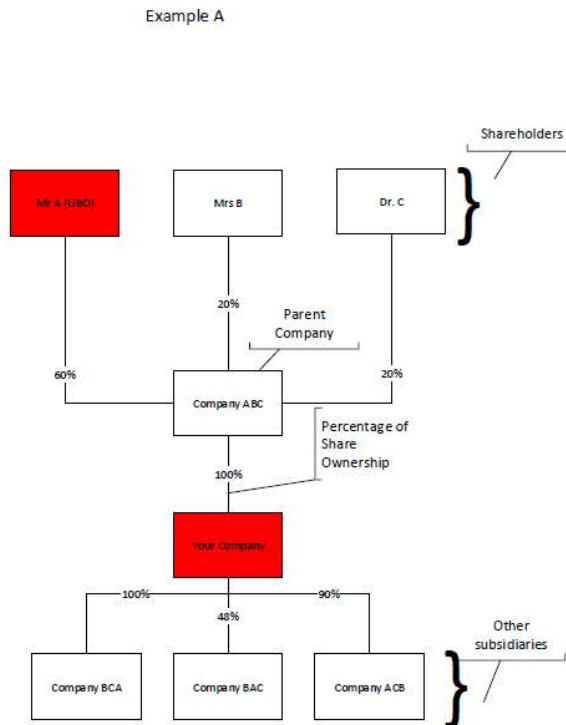 Example A
Shareholders
Mr A (UBO)
Mrs B
Dr. C
20%
Parent
Company
60%
20%
Company ABC
Percentage of
Share
Ownership
100%
Your Company
100%
90%
48%
Other
subsidiaries
Company BCA
Company BAC
Company ACB